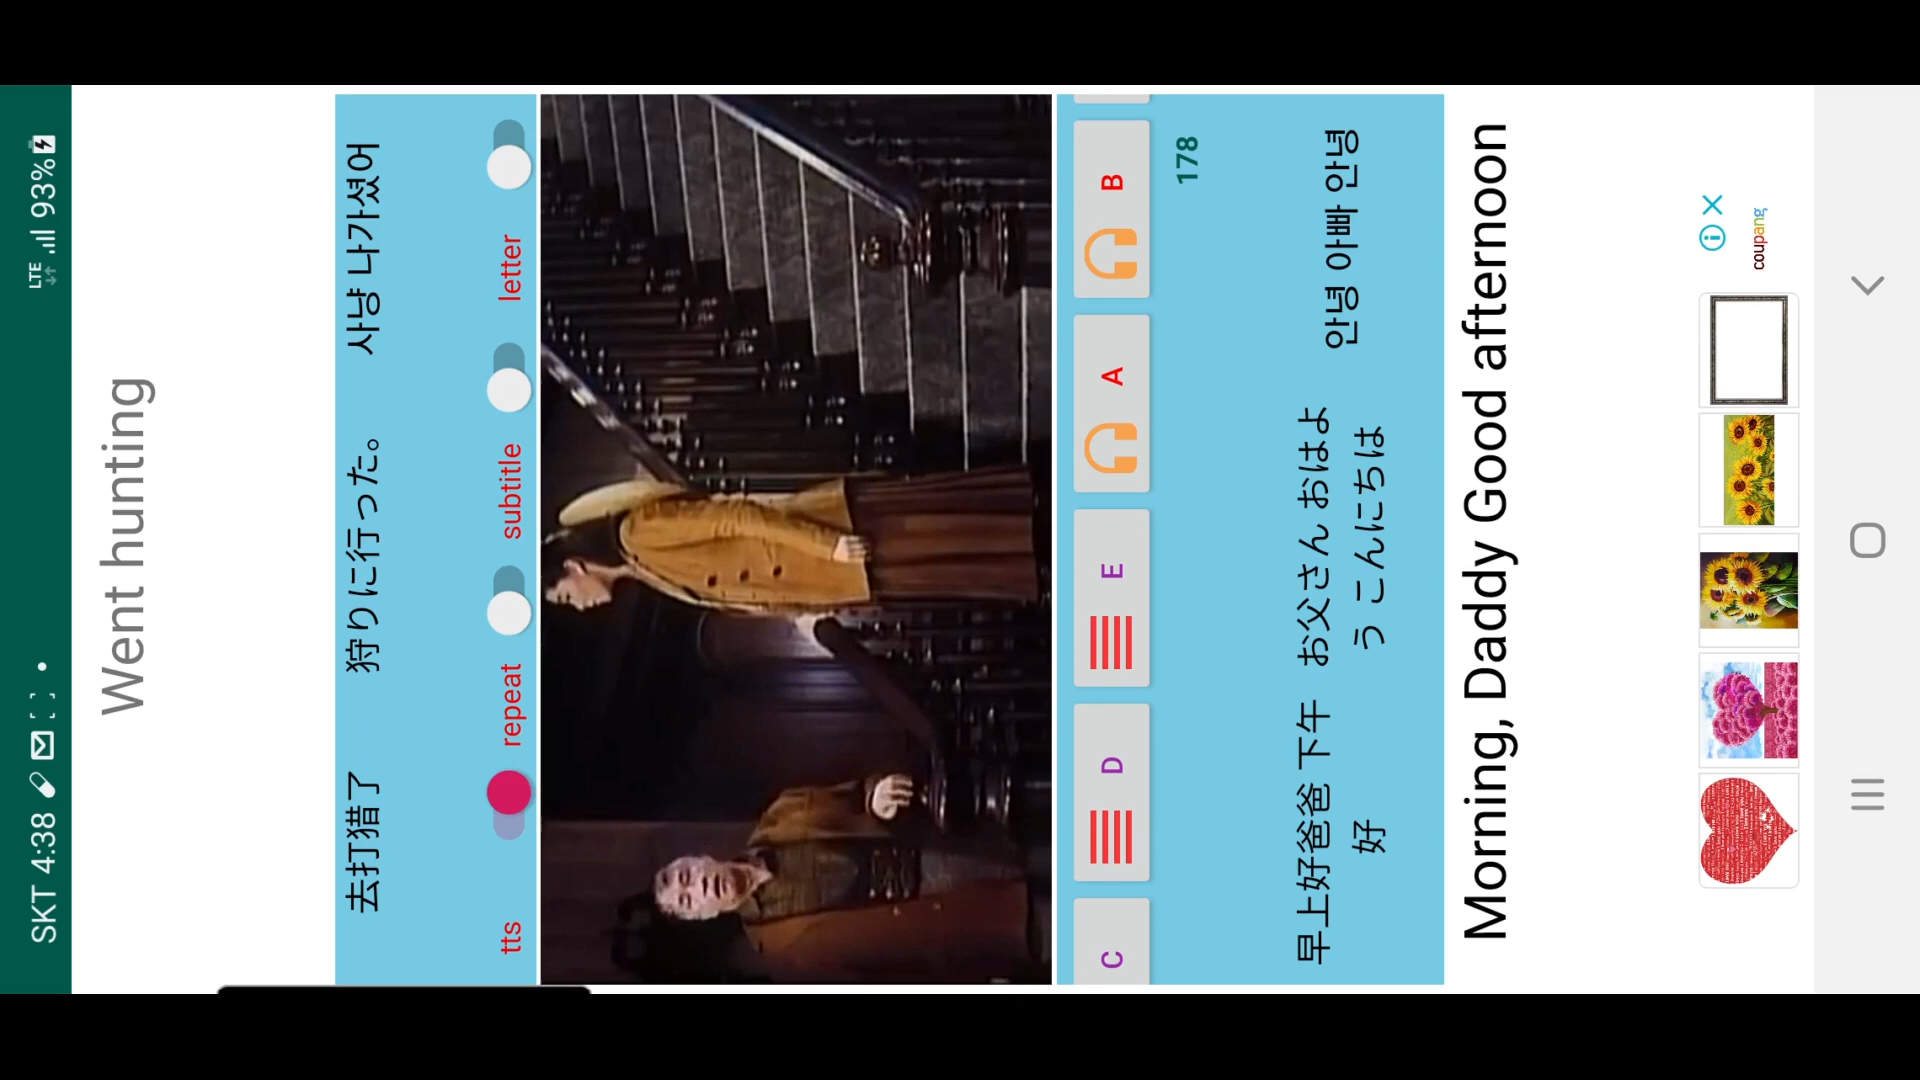 SKT 4:38
LTE
93%
Went hunting
去打猎了
狩りに行った。
사냥 나가셨어
tts
repeat
subtitle
letter
C
D
E
A
B
178
早上好爸爸 下午
好
お父さん おはよ
う こんにちは
안녕 아빠 안녕
Morning, Daddy Good afternoon
coupang